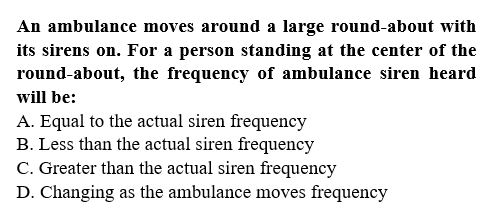 An ambulance moves around a large round-about with
its sirens on. For a person standing at the center of the
round-about, the frequency of ambulance siren heard
will be:
A. Equal to the actual siren frequency
B. Less than the actual siren frequency
C. Greater than the actual siren frequency
D. Changing as the ambulance moves frequency